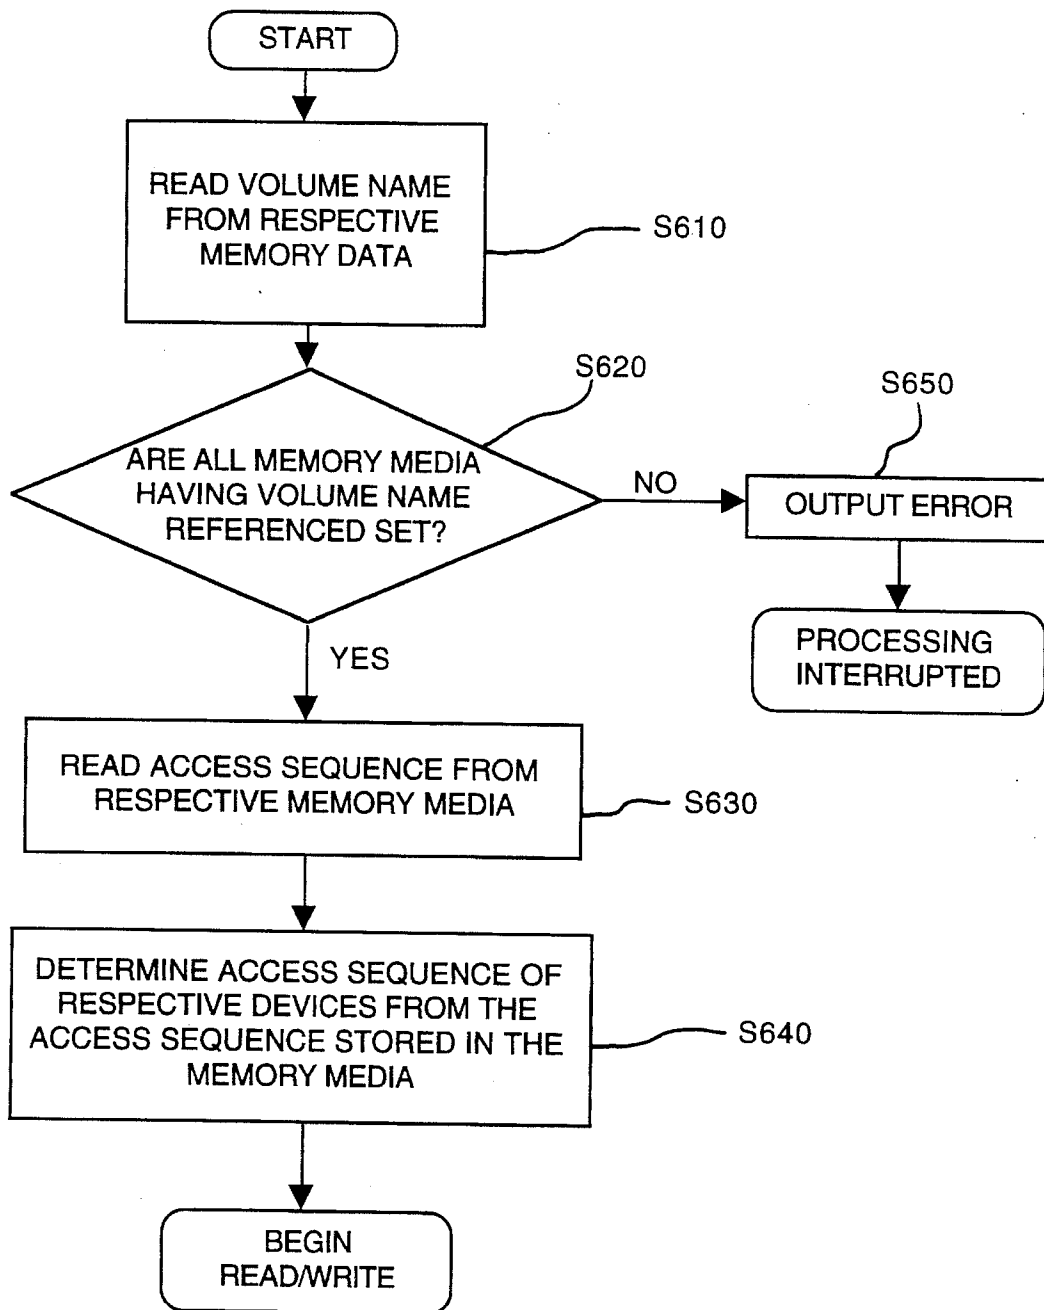 START
READ VOLUME NAME
FROM RESPECTIVE
MEMORY DATA
S610
S620
ARE ALL MEMORY MEDIA
HAVING VOLUME NAME
REFERENCED SET?
NO
S650
OUTPUT ERROR
PROCESSING
INTERRUPTED
YES
READ ACCESS SEQUENCE FROM
RESPECTIVE MEMORY MEDIA
S630
DETERMINE ACCESS SEQUENCE OF
RESPECTIVE DEVICES FROM THE
ACCESS SEQUENCE STORED IN THE
MEMORY MEDIA
S640
BEGIN
READ/WRITE